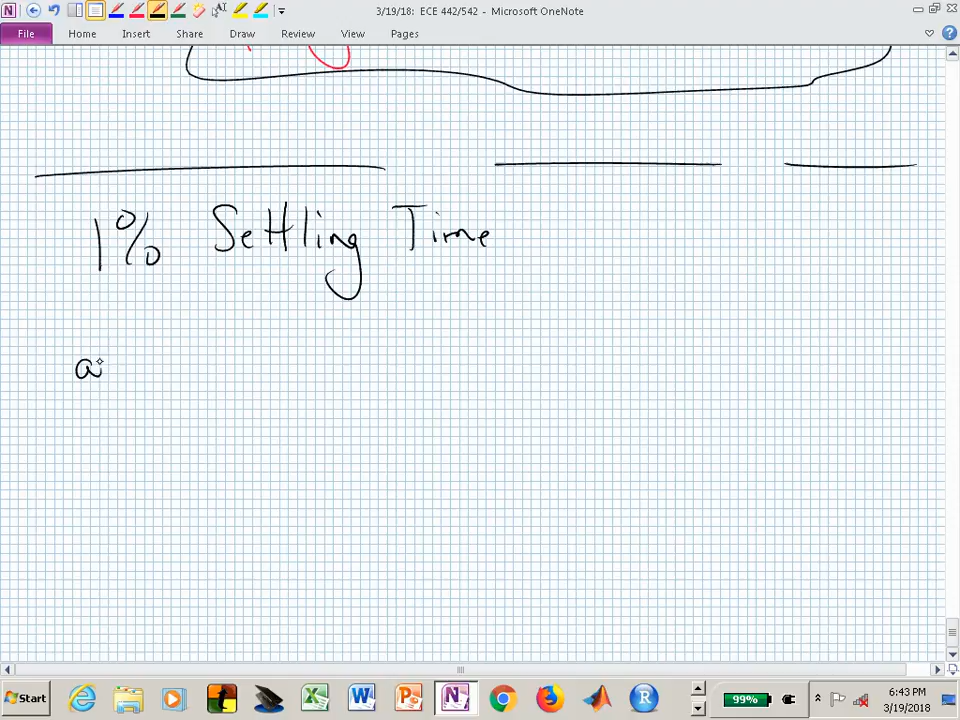 3/19/18: ECE 442/542 - Microsoft OneNote
File Home Insert Share Draw Review View Pages
1% Settling Time
a
Start
99%
6:43 PM
3/19/2018